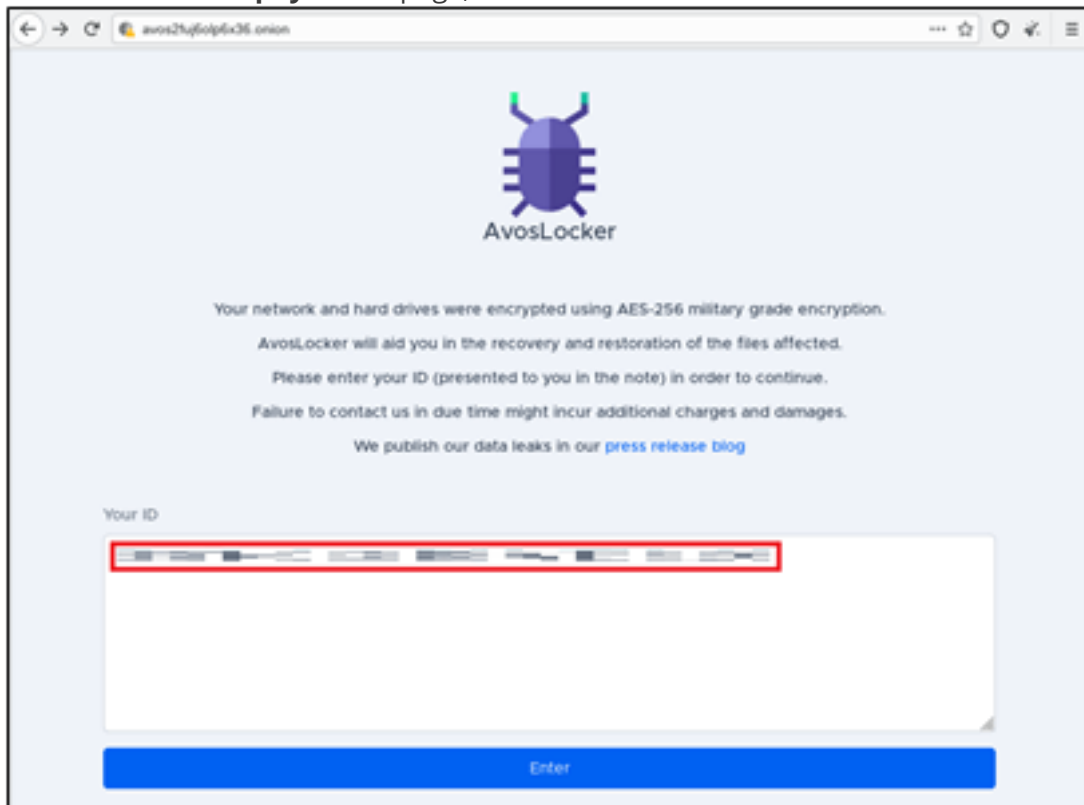 avos2fuj6olp6x36.onion
AvosLocker
Your network and hard drives were encrypted using AES-256 military grade encryption.
AvosLocker will aid you in the recovery and restoration of the files affected.
Please enter your ID (presented to you in the note) in order to continue.
Failure to contact us in due time might incur additional charges and damages.
We publish our data leaks in our press release blog
Your ID
Enter